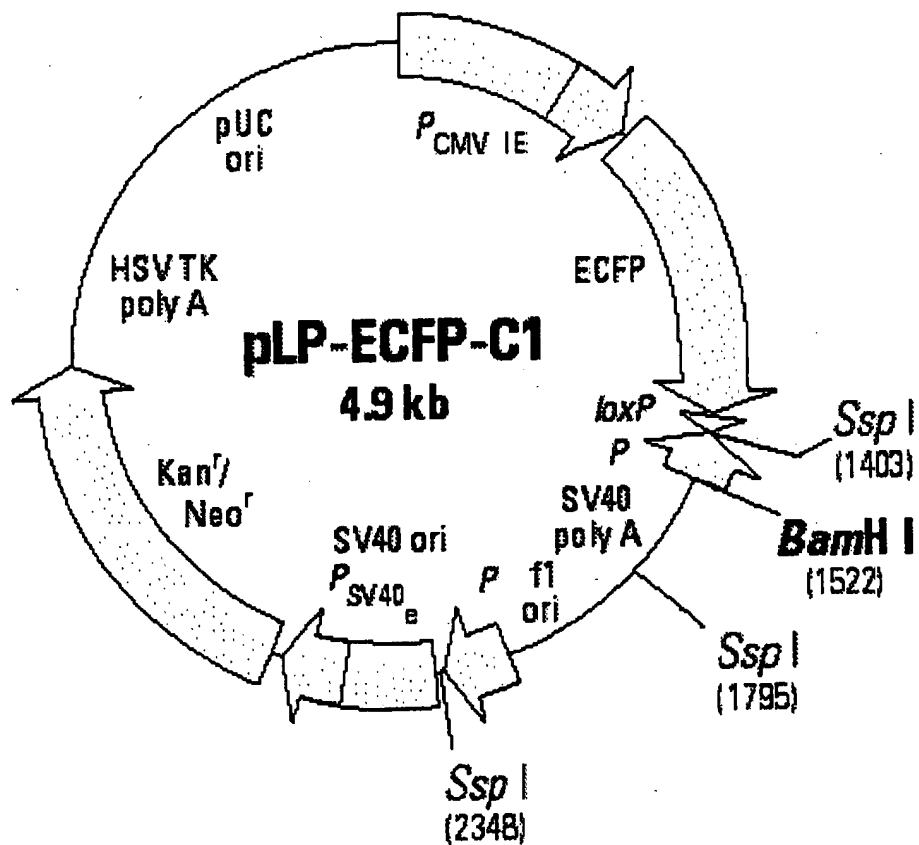 pUC
ori
P CMV IE
HSV TK
poly A
ECFP
pLP-ECFP-C1
4.9 kb
loxP
P
Ssp I
(1403)
Kanʳ/
Neoʳ
SV40
poly A
BamH I
(1522)
SV40 ori
P SV40 e
P
f1
ori
Ssp I
(1795)
Ssp I
(2348)